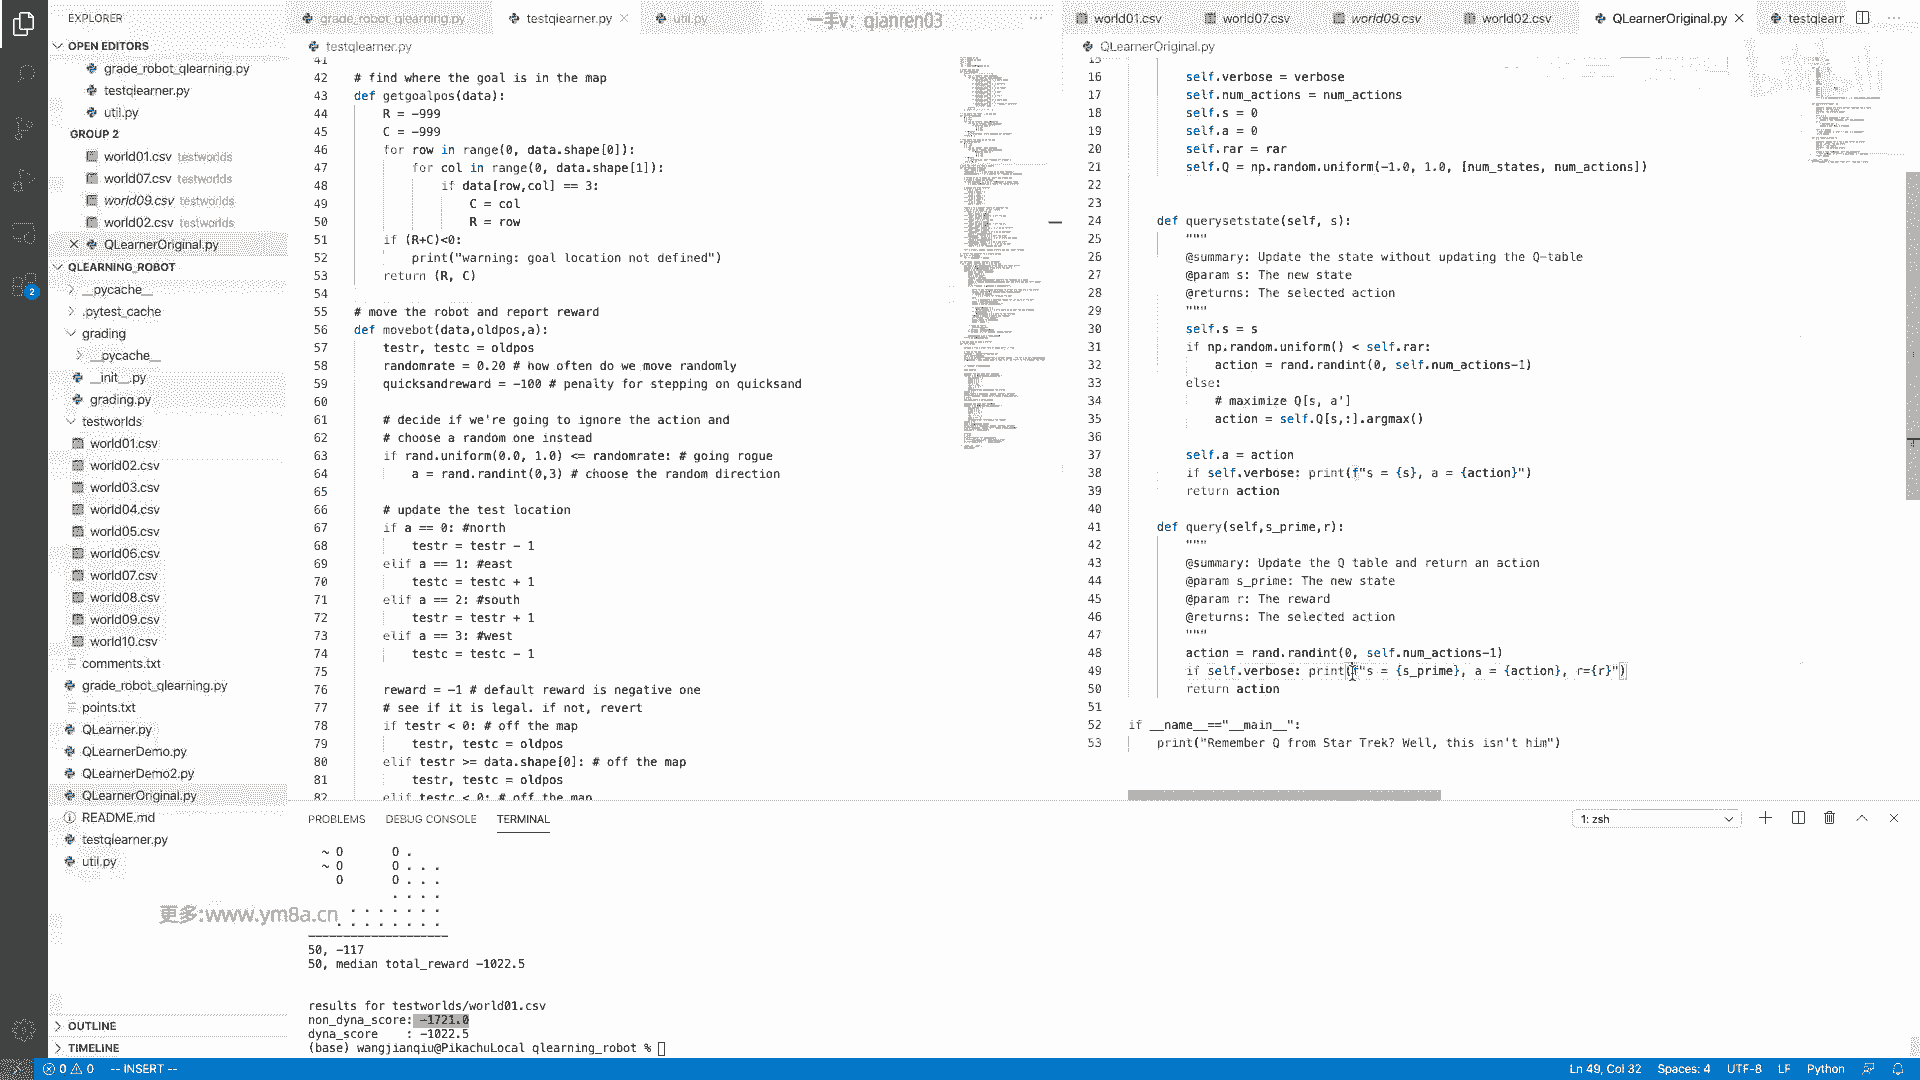 EXPLORER
OPEN EDITORS
grade_robot_qlearning.py
testqlearner.py
util.py
GROUP 2
world01.csv testworlds
world07.csv testworlds
world09.csv testworlds
world02.csv testworlds
QLearnerOriginal.py
QLEARNING_ROBOT
__pycache__
.pytest_cache
grading
__pycache__
__init__.py
grading.py
testworlds
world01.csv
world02.csv
world03.csv
world04.csv
world05.csv
world06.csv
world07.csv
world08.csv
world09.csv
world10.csv
comments.txt
grade_robot_qlearning.py
points.txt
QLearner.py
QLearnerDemo.py
QLearnerDemo2.py
QLearnerOriginal.py
README.md
testqlearner.py
util.py
更多:www.ym8a.cn
OUTLINE
TIMELINE
2
grade_robot_qlearning.py testqlearner.py util.py
一手v: qianren03
testqlearner.py
41
42 # find where the goal is in the map
43 def getgoalpos(data):
44 R = -999
45 C = -999
46 for row in range(0, data.shape[0]):
47 for col in range(0, data.shape[1]):
48 if data[row,col] == 3:
49 C = col
50 R = row
51 if (R+C)<0:
52 print("warning: goal location not defined")
53 return (R, C)
54
55 # move the robot and report reward
56 def movebot(data,oldpos,a):
57 testr, testc = oldpos
58 randomrate = 0.20 # how often do we move randomly
59 quicksandreward = -100 # penalty for stepping on quicksand
60
61 # decide if we're going to ignore the action and
62 # choose a random one instead
63 if rand.uniform(0.0, 1.0) <= randomrate: # going rogue
64 a = rand.randint(0,3) # choose the random direction
65
66 # update the test location
67 if a == 0: #north
68 testr = testr - 1
69 elif a == 1: #east
70 testc = testc + 1
71 elif a == 2: #south
72 testr = testr + 1
73 elif a == 3: #west
74 testc = testc - 1
75
76 reward = -1 # default reward is negative one
77 # see if it is legal. if not, revert
78 if testr < 0: # off the map
79 testr, testc = oldpos
80 elif testr >= data.shape[0]: # off the map
81 testr, testc = oldpos
82 elif testc < 0: # off the map
world01.csv world07.csv world09.csv world02.csv QLearnerOriginal.py testqlearr
QLearnerOriginal.py
15
16 self.verbose = verbose
17 self.num_actions = num_actions
18 self.s = 0
19 self.a = 0
20 self.rar = rar
21 self.Q = np.random.uniform(-1.0, 1.0, [num_states, num_actions])
22
23
24 def querysetstate(self, s):
25 """
26 @summary: Update the state without updating the Q-table
27 @param s: The new state
28 @returns: The selected action
29 """
30 self.s = s
31 if np.random.uniform() < self.rar:
32 action = rand.randint(0, self.num_actions-1)
33 else:
34 # maximize Q[s, a']
35 action = self.Q[s,:].argmax()
36
37 self.a = action
38 if self.verbose: print(f"s = {s}, a = {action}")
39 return action
40
41 def query(self,s_prime,r):
42 """
43 @summary: Update the Q table and return an action
44 @param s_prime: The new state
45 @param r: The reward
46 @returns: The selected action
47 """
48 action = rand.randint(0, self.num_actions-1)
49 if self.verbose: print(f"s = {s_prime}, a = {action}, r={r}")
50 return action
51
52 if __name__=="__main__":
53 print("Remember Q from Star Trek? Well, this isn't him")
PROBLEMS DEBUG CONSOLE TERMINAL
1: zsh
~ O O .
~ O O . . .
O O . . .
. . . .
. . . . . . .
. . . . . . .
--------------------
50, -117
50, median total_reward -1022.5
results for testworlds/world01.csv
non_dyna_score: -1721.0
dyna_score : -1022.5
(base) wangjianqiu@PikachuLocal qlearning_robot %
0 0 -- INSERT --
Ln 49, Col 32 Spaces: 4 UTF-8 LF Python